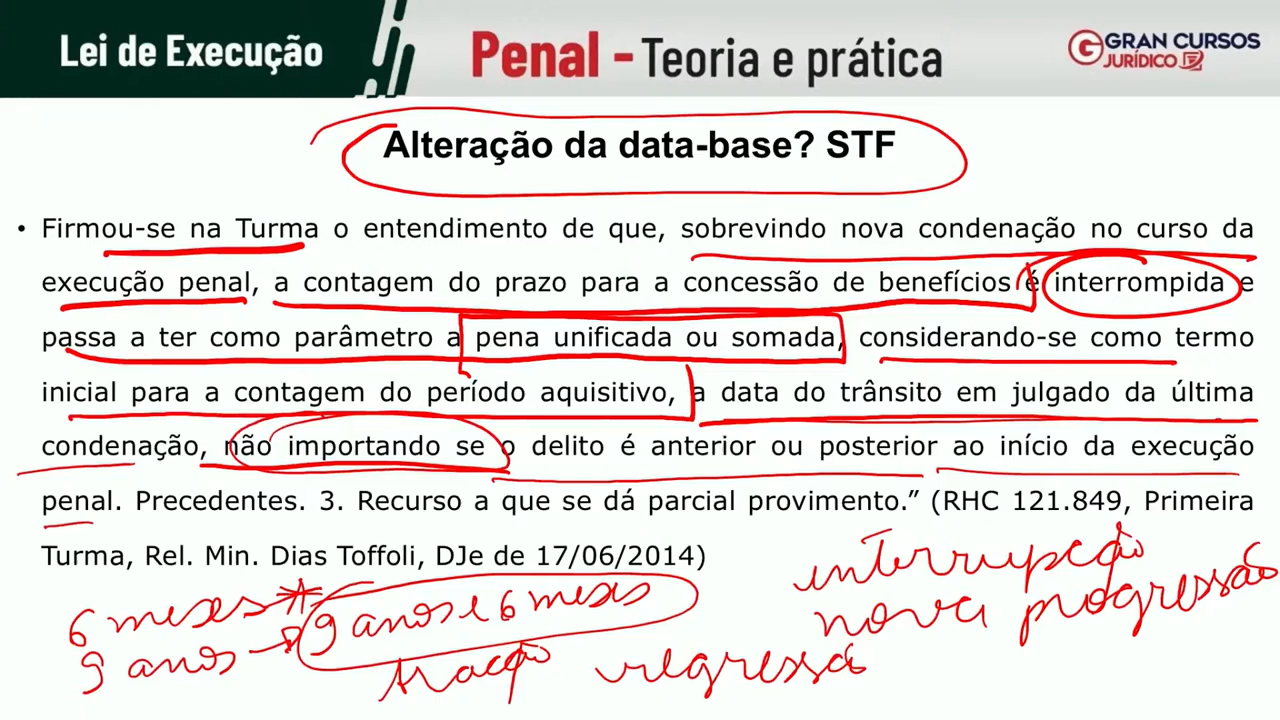 Lei de Execução Penal - Teoria e prática
GRAN CURSOS
JURÍDICO
Alteração da data-base? STF
• Firmou-se na Turma o entendimento de que, sobrevindo nova condenação no curso da
execução penal, a contagem do prazo para a concessão de benefícios é interrompida e
passa a ter como parâmetro a pena unificada ou somada, considerando-se como termo
inicial para a contagem do período aquisitivo, a data do trânsito em julgado da última
condenação, não importando se o delito é anterior ou posterior ao início da execução
penal. Precedentes. 3. Recurso a que se dá parcial provimento.” (RHC 121.849, Primeira
Turma, Rel. Min. Dias Toffoli, DJe de 17/06/2014)
interrupção
6 meses 9 anos e 6 meses nova progressão
9 anos fração regressão